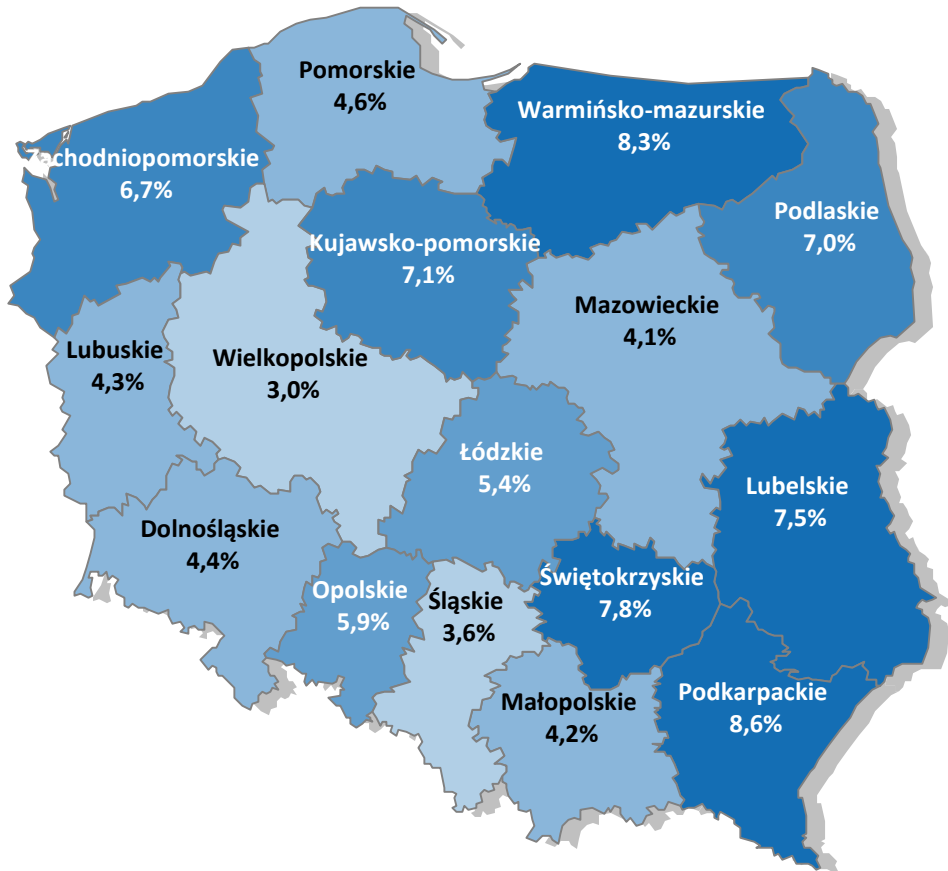 Pomorskie
4,6%
Warmińsko-mazurskie
8,3%
Zachodniopomorskie
6,7%
Podlaskie
7,0%
Kujawsko-pomorskie
7,1%
Mazowieckie
4,1%
Lubuskie
4,3%
Wielkopolskie
3,0%
Łódzkie
5,4%
Lubelskie
7,5%
Dolnośląskie
4,4%
Opolskie
5,9%
Śląskie
3,6%
Świętokrzyskie
7,8%
Małopolskie
4,2%
Podkarpackie
8,6%